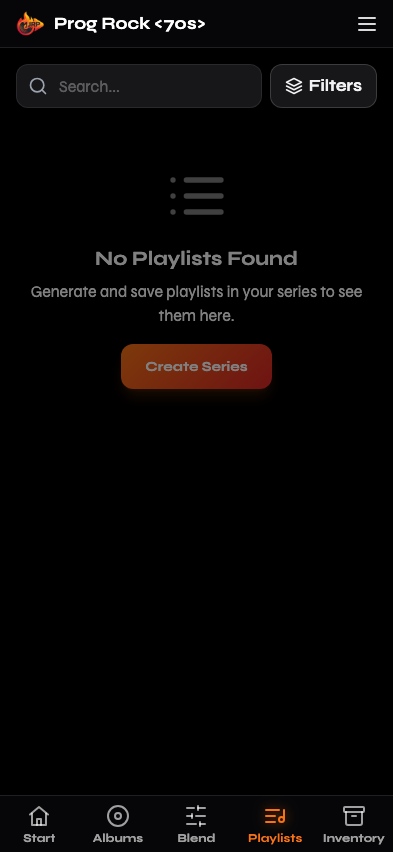 Prog Rock <70s>
Search...
Filters
No Playlists Found
Generate and save playlists in your series to see
them here.
Create Series
Start
Albums
Blend
Playlists
Inventory